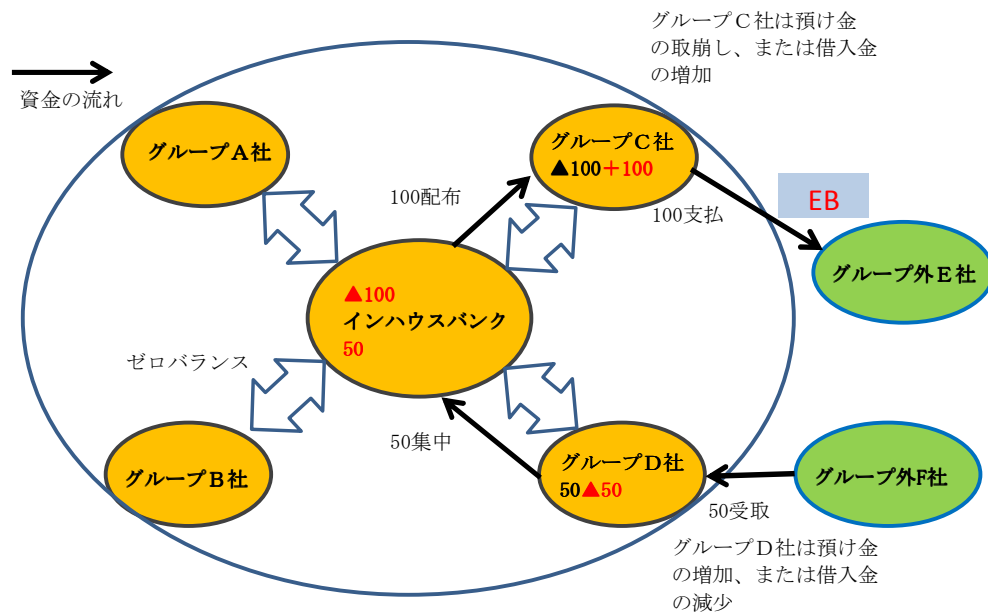 グループC社は預け金
の取崩し、または借入金
の増加
資金の流れ
グループA社
グループC社
▲100+100
100配布
100支払
EB
グループ外E社
▲100
インハウスバンク
50
ゼロバランス
50集中
グループB社
グループD社
50▲50
グループ外F社
50受取
グループD社は預け金
の増加、または借入金
の減少